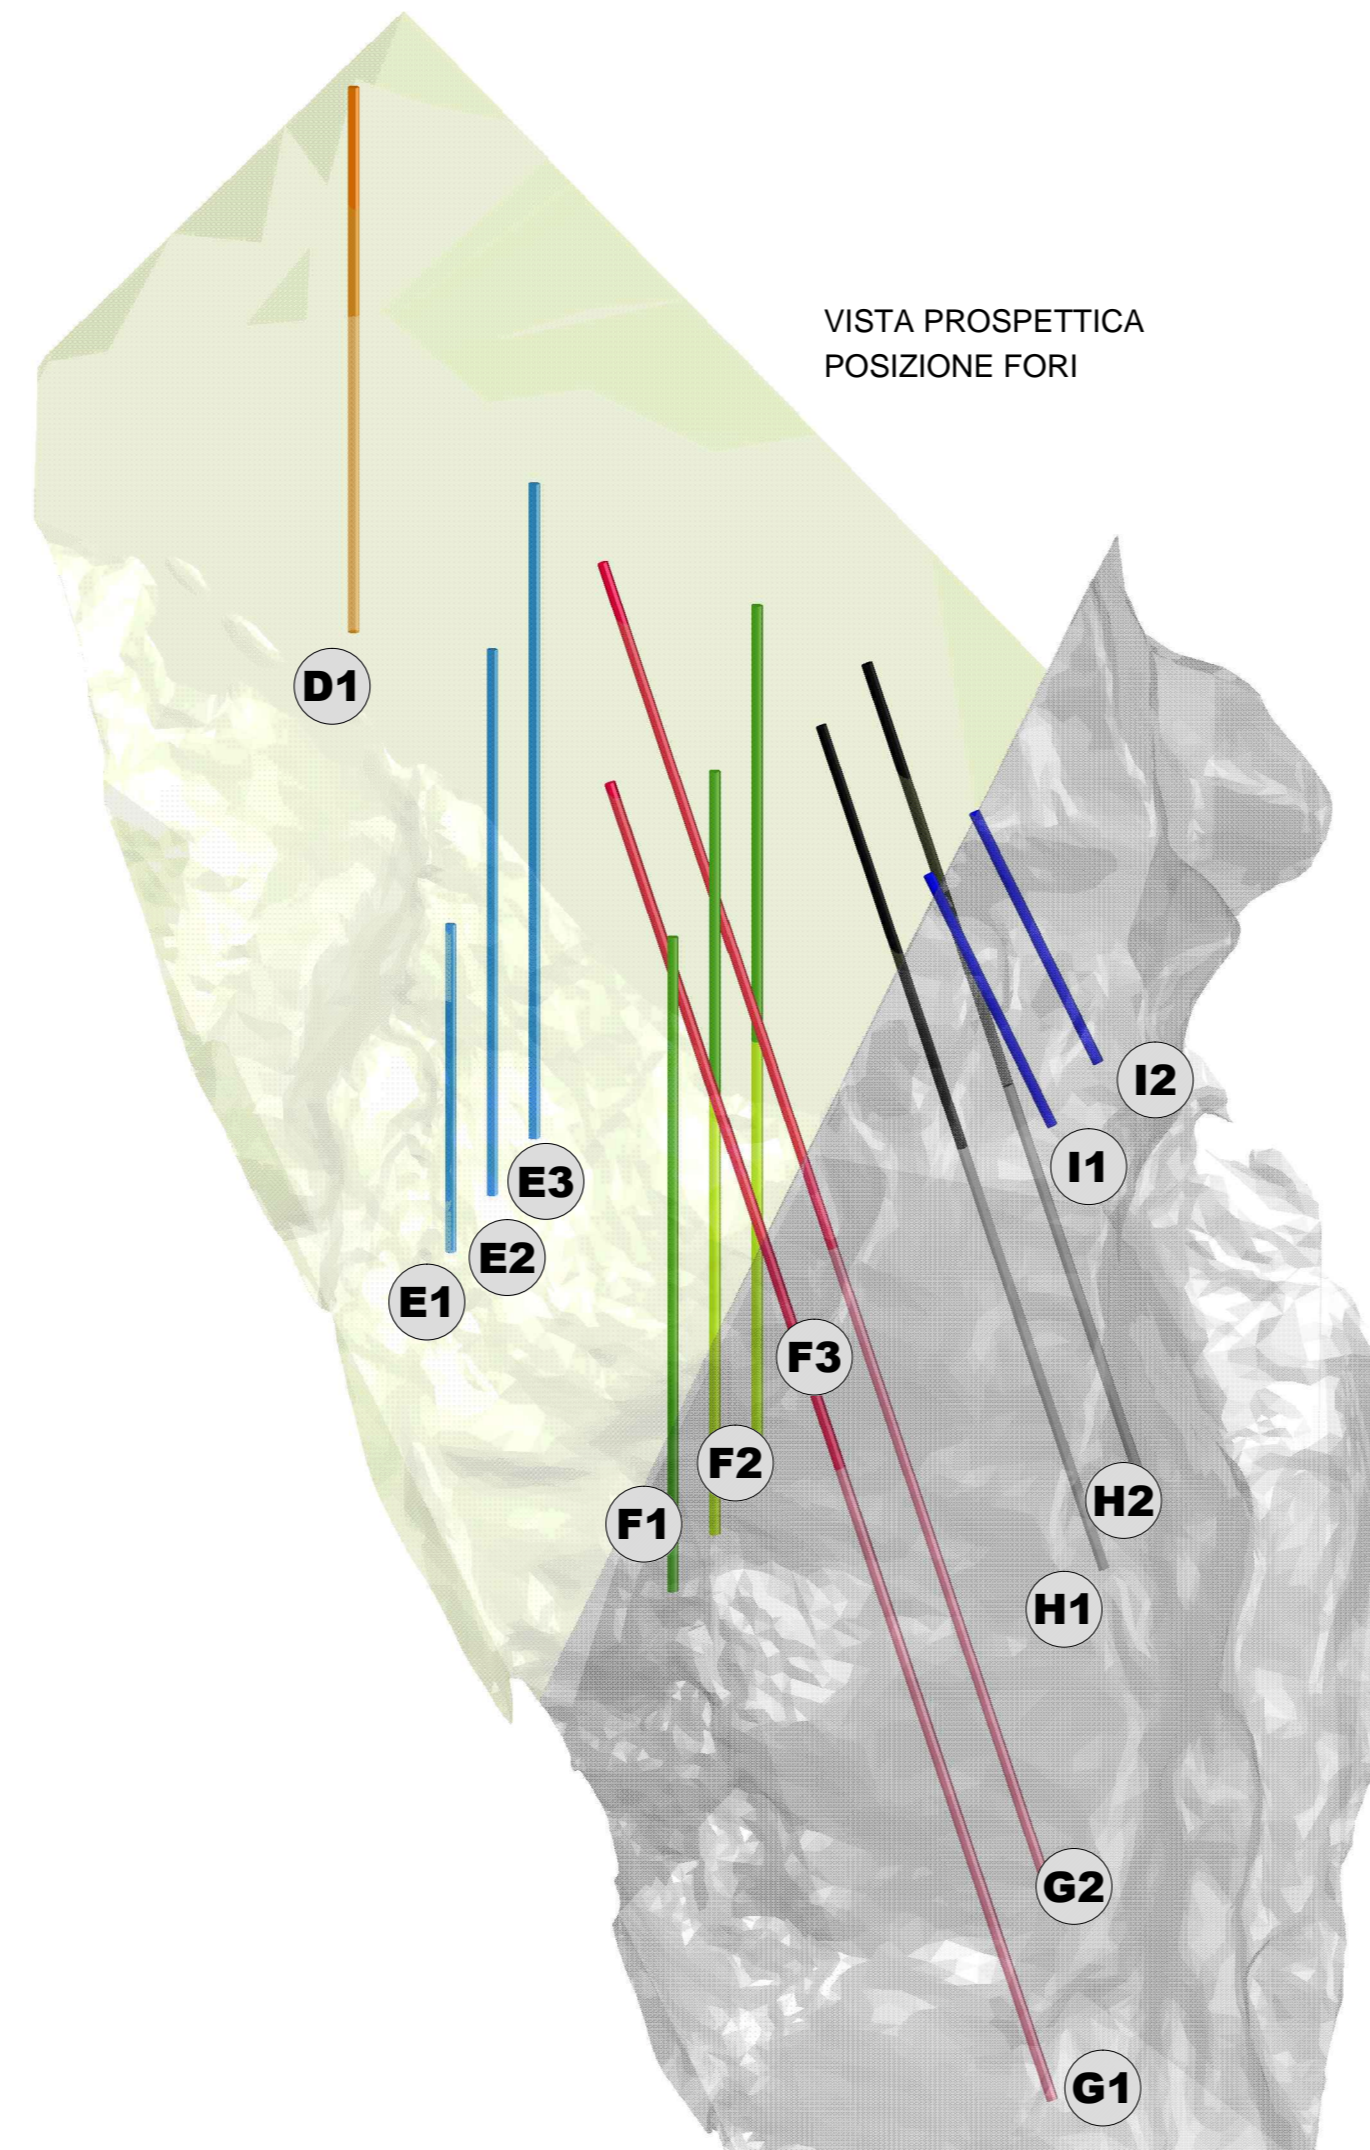 VISTA PROSPETTICA
POSIZIONE FORI
D1
I2
I1
E3
E2
E1
F3
F2
H2
F1
H1
G2
G1